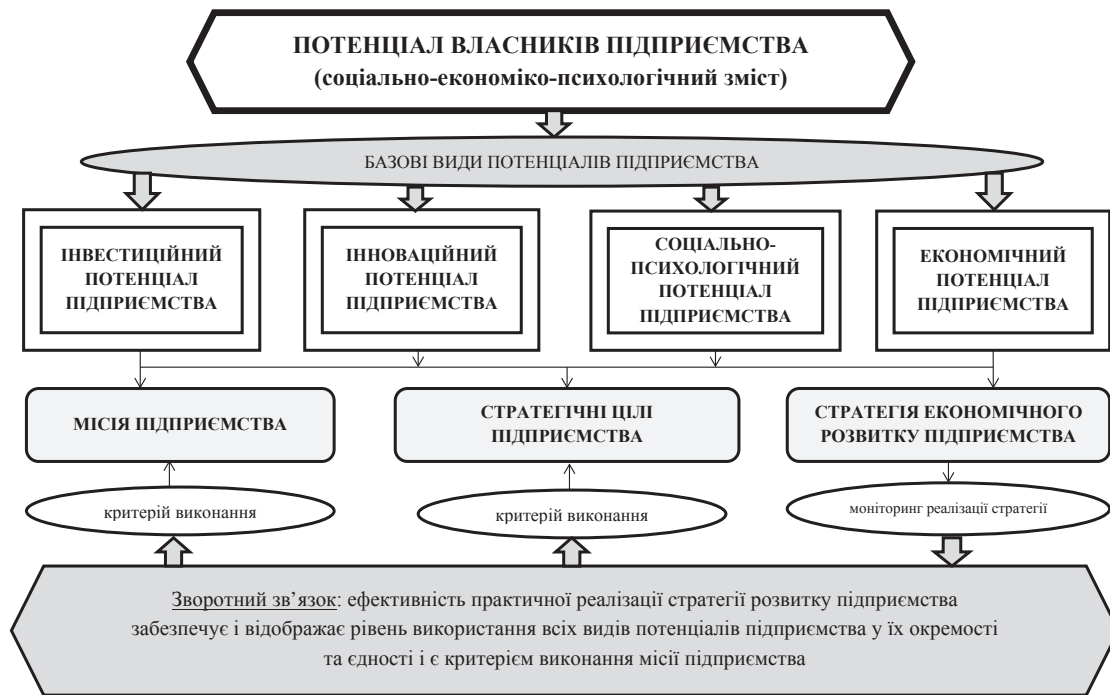 ПОТЕНЦІАЛ ВЛАСНИКІВ ПІДПРИЄМСТВА
(соціально-економіко-психологічний зміст)
БАЗОВІ ВИДИ ПОТЕНЦІАЛІВ ПІДПРИЄМСТВА
ІНВЕСТИЦІЙНИЙ
ПОТЕНЦІАЛ
ПІДПРИЄМСТВА
ІННОВАЦІЙНИЙ
ПОТЕНЦІАЛ
ПІДПРИЄМСТВА
СОЦІАЛЬНО-
ПСИХОЛОГІЧНИЙ
ПОТЕНЦІАЛ
ПІДПРИЄМСТВА
ЕКОНОМІЧНИЙ
ПОТЕНЦІАЛ
ПІДПРИЄМСТВА
МІСІЯ ПІДПРИЄМСТВА
СТРАТЕГІЧНІ ЦІЛІ
ПІДПРИЄМСТВА
СТРАТЕГІЯ ЕКОНОМІЧНОГО
РОЗВИТКУ ПІДПРИЄМСТВА
критерій виконання
критерій виконання
моніторинг реалізації стратегії
Зворотний зв’язок: ефективність практичної реалізації стратегії розвитку підприємства
забезпечує і відображає рівень використання всіх видів потенціалів підприємства у їх окремості
та єдності і є критерієм виконання місії підприємства